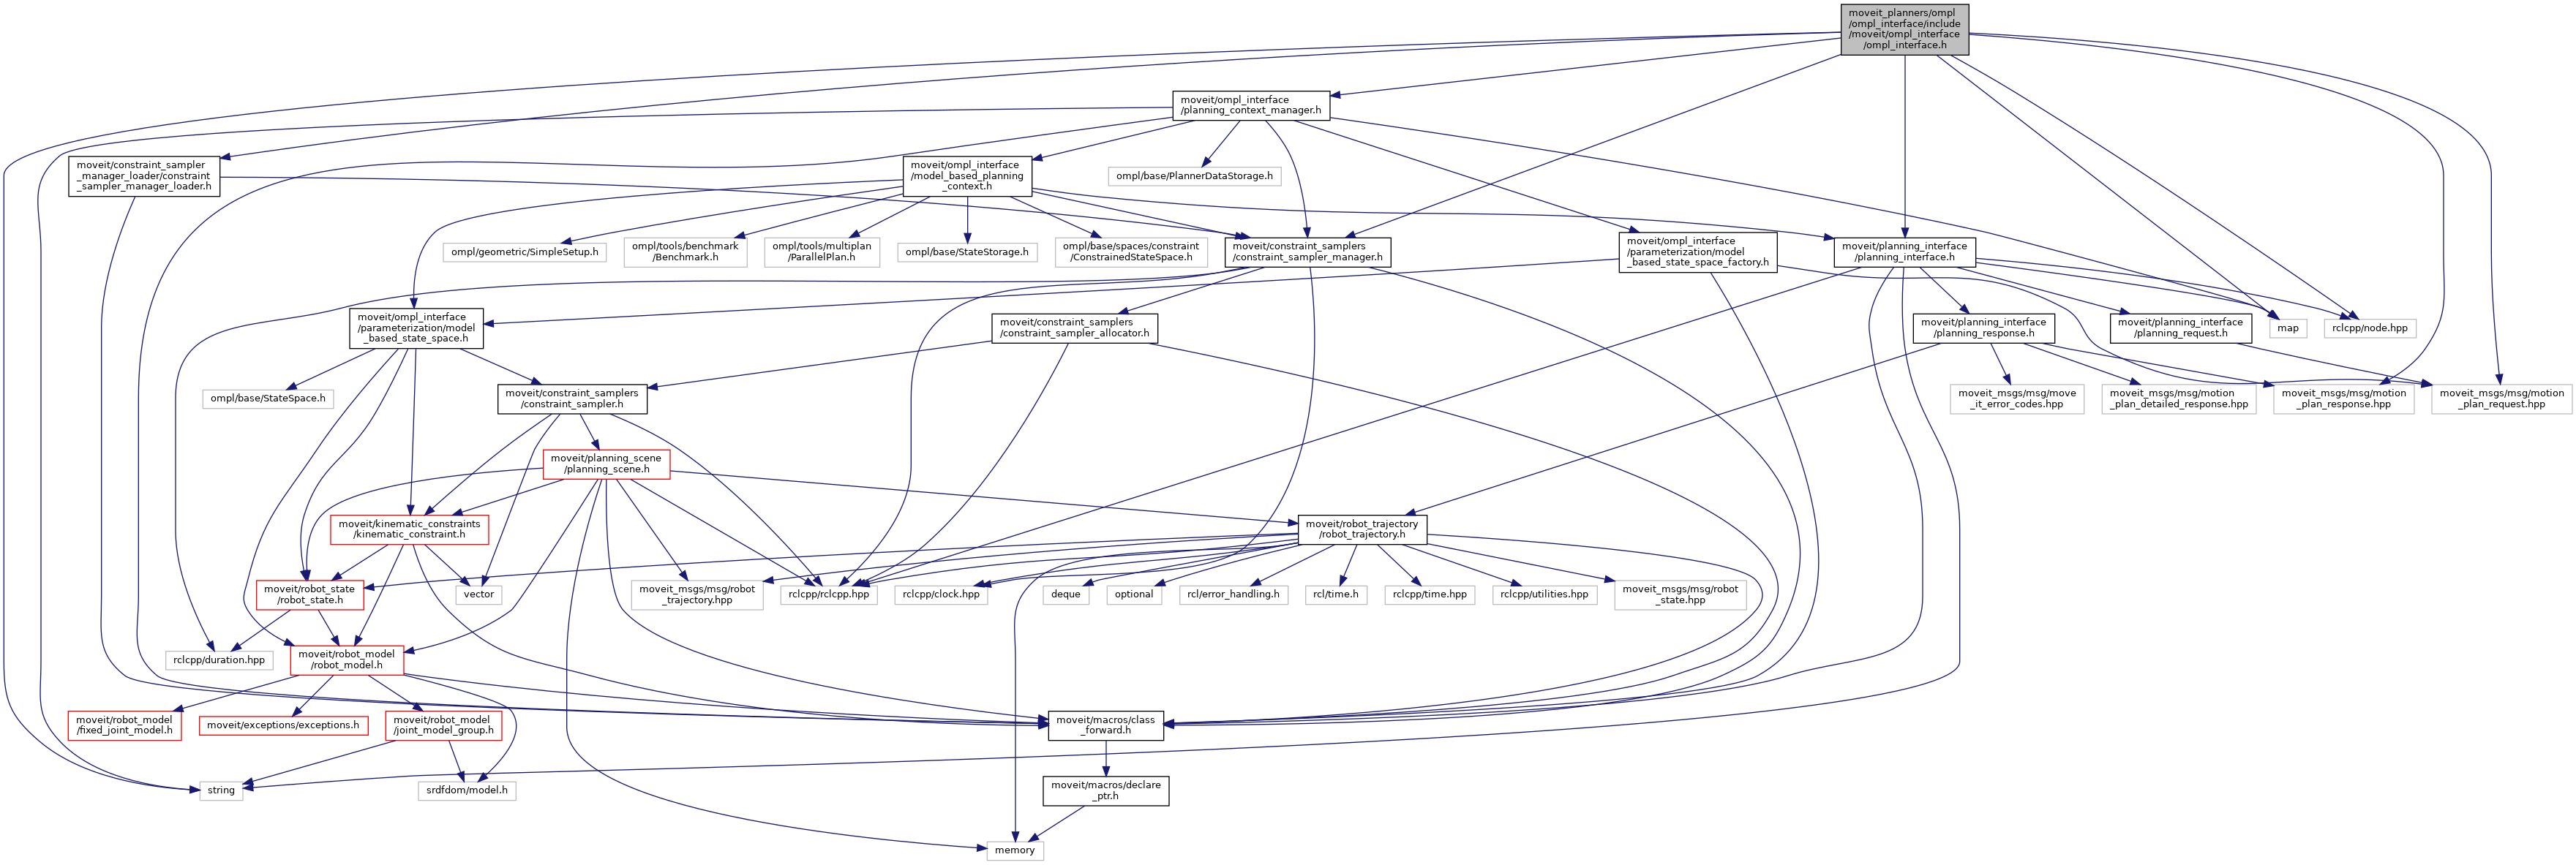 moveit_planners/ompl
/ompl_interface/include
/moveit/ompl_interface
/ompl_interface.h
moveit/ompl_interface
/planning_context_manager.h
moveit/constraint_sampler
_manager_loader/constraint
_sampler_manager_loader.h
moveit/ompl_interface
/model_based_planning
_context.h
ompl/base/PlannerDataStorage.h
ompl/geometric/SimpleSetup.h
ompl/tools/benchmark
/Benchmark.h
ompl/tools/multiplan
/ParallelPlan.h
ompl/base/StateStorage.h
ompl/base/spaces/constraint
/ConstrainedStateSpace.h
moveit/constraint_samplers
/constraint_sampler_manager.h
moveit/ompl_interface
/parameterization/model
_based_state_space_factory.h
moveit/planning_interface
/planning_interface.h
moveit/ompl_interface
/parameterization/model
_based_state_space.h
moveit/constraint_samplers
/constraint_sampler_allocator.h
moveit/planning_interface
/planning_response.h
moveit/planning_interface
/planning_request.h
map
rclcpp/node.hpp
ompl/base/StateSpace.h
moveit/constraint_samplers
/constraint_sampler.h
moveit_msgs/msg/move
_it_error_codes.hpp
moveit_msgs/msg/motion
_plan_detailed_response.hpp
moveit_msgs/msg/motion
_plan_response.hpp
moveit_msgs/msg/motion
_plan_request.hpp
moveit/planning_scene
/planning_scene.h
moveit/kinematic_constraints
/kinematic_constraint.h
moveit/robot_trajectory
/robot_trajectory.h
moveit/robot_state
/robot_state.h
vector
moveit_msgs/msg/robot
_trajectory.hpp
rclcpp/rclcpp.hpp
rclcpp/clock.hpp
deque
optional
rcl/error_handling.h
rcl/time.h
rclcpp/time.hpp
rclcpp/utilities.hpp
moveit_msgs/msg/robot
_state.hpp
rclcpp/duration.hpp
moveit/robot_model
/robot_model.h
moveit/robot_model
/fixed_joint_model.h
moveit/exceptions/exceptions.h
moveit/robot_model
/joint_model_group.h
moveit/macros/class
_forward.h
string
srdfdom/model.h
moveit/macros/declare
_ptr.h
memory